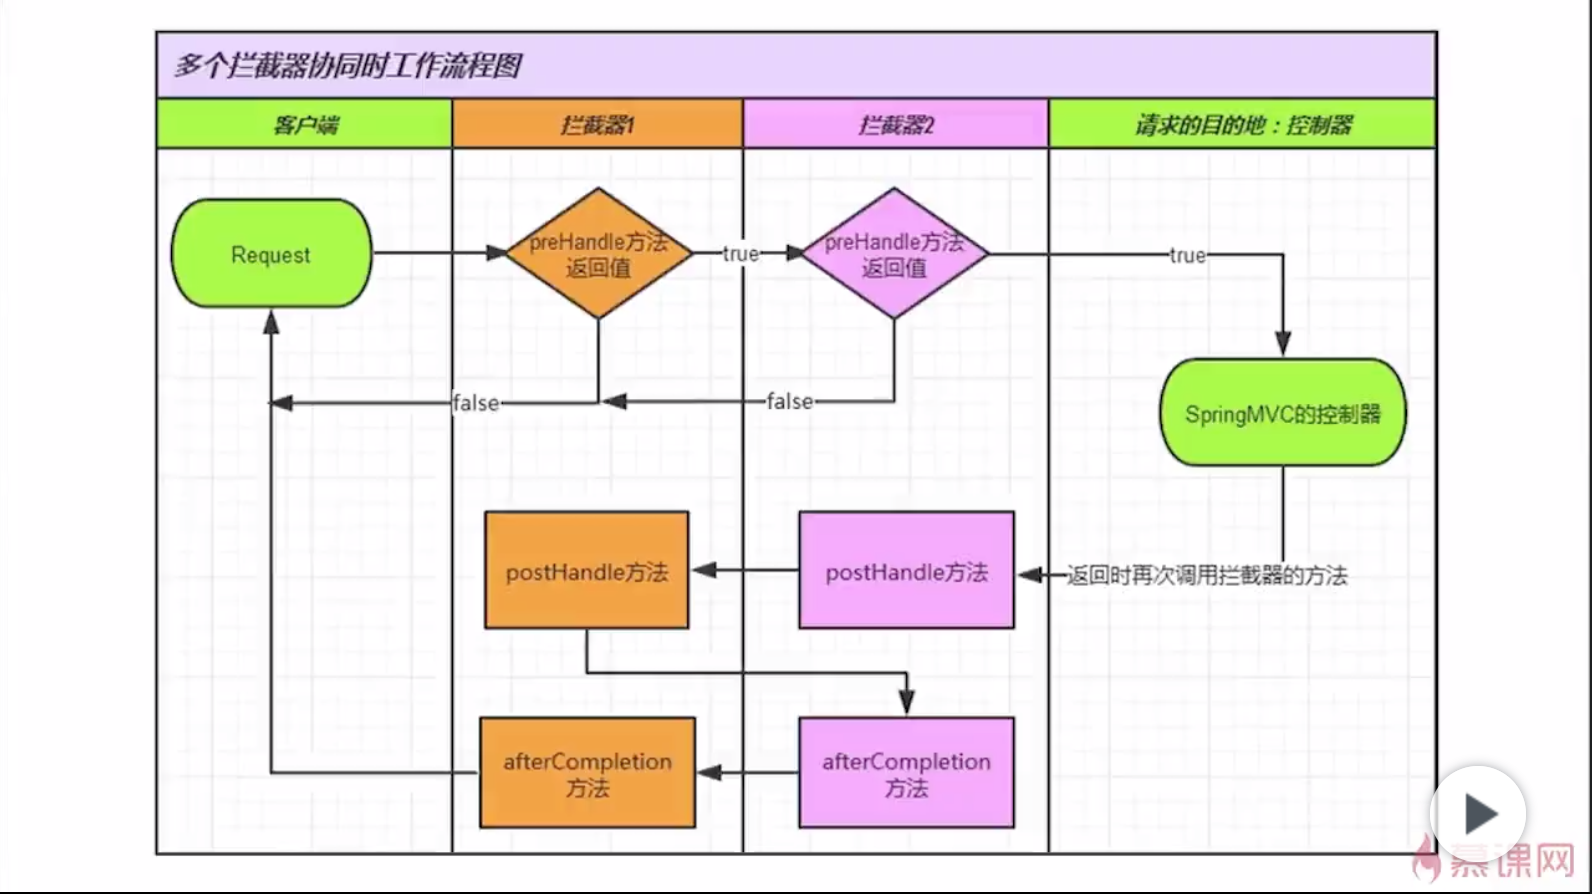 多个拦截器协同时工作流程图
客户端
拦截器1
拦截器2
请求的目的地：控制器
Request
preHandle方法
返回值
true
preHandle方法
返回值
true
false
false
SpringMVC的控制器
postHandle方法
postHandle方法
返回时再次调用拦截器的方法
afterCompletion
方法
afterCompletion
方法
慕课网